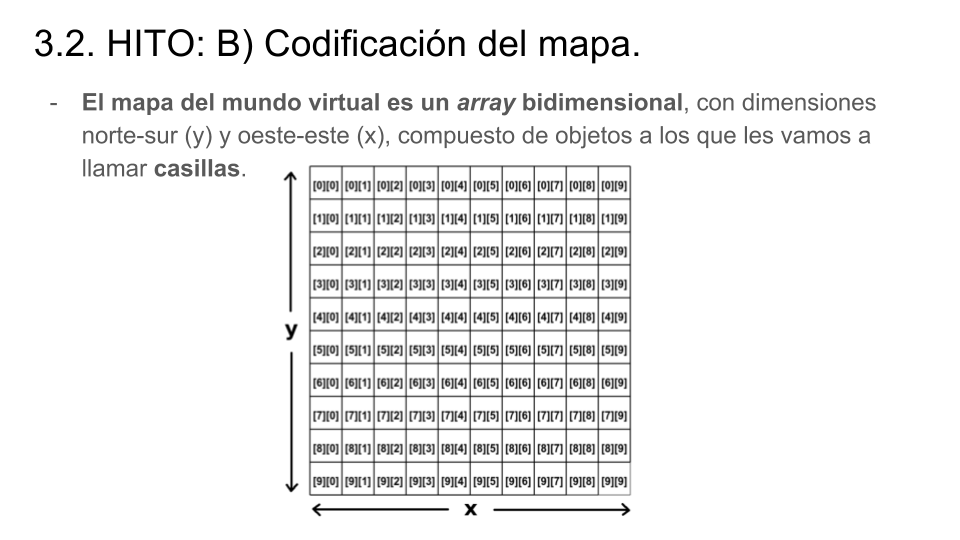 3.2. HITO: B) Codificación del mapa.
- El mapa del mundo virtual es un array bidimensional, con dimensiones
norte-sur (y) y oeste-este (x), compuesto de objetos a los que les vamos a
llamar casillas.
[0][0] [0][1] [0][2] [0][3] [0][4] [0][5] [0][6] [0][7] [0][8] [0][9]
[1][0] [1][1] [1][2] [1][3] [1][4] [1][5] [1][6] [1][7] [1][8] [1][9]
[2][0] [2][1] [2][2] [2][3] [2][4] [2][5] [2][6] [2][7] [2][8] [2][9]
[3][0] [3][1] [3][2] [3][3] [3][4] [3][5] [3][6] [3][7] [3][8] [3][9]
[4][0] [4][1] [4][2] [4][3] [4][4] [4][5] [4][6] [4][7] [4][8] [4][9]
y
[5][0] [5][1] [5][2] [5][3] [5][4] [5][5] [5][6] [5][7] [5][8] [5][9]
[6][0] [6][1] [6][2] [6][3] [6][4] [6][5] [6][6] [6][7] [6][8] [6][9]
[7][0] [7][1] [7][2] [7][3] [7][4] [7][5] [7][6] [7][7] [7][8] [7][9]
[8][0] [8][1] [8][2] [8][3] [8][4] [8][5] [8][6] [8][7] [8][8] [8][9]
[9][0] [9][1] [9][2] [9][3] [9][4] [9][5] [9][6] [9][7] [9][8] [9][9]
x